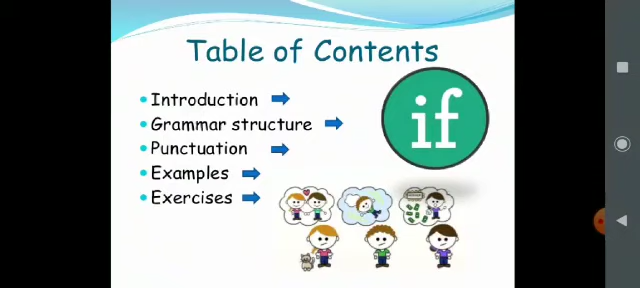 Table of Contents
Introduction
Grammar structure
Punctuation
Examples
Exercises
if